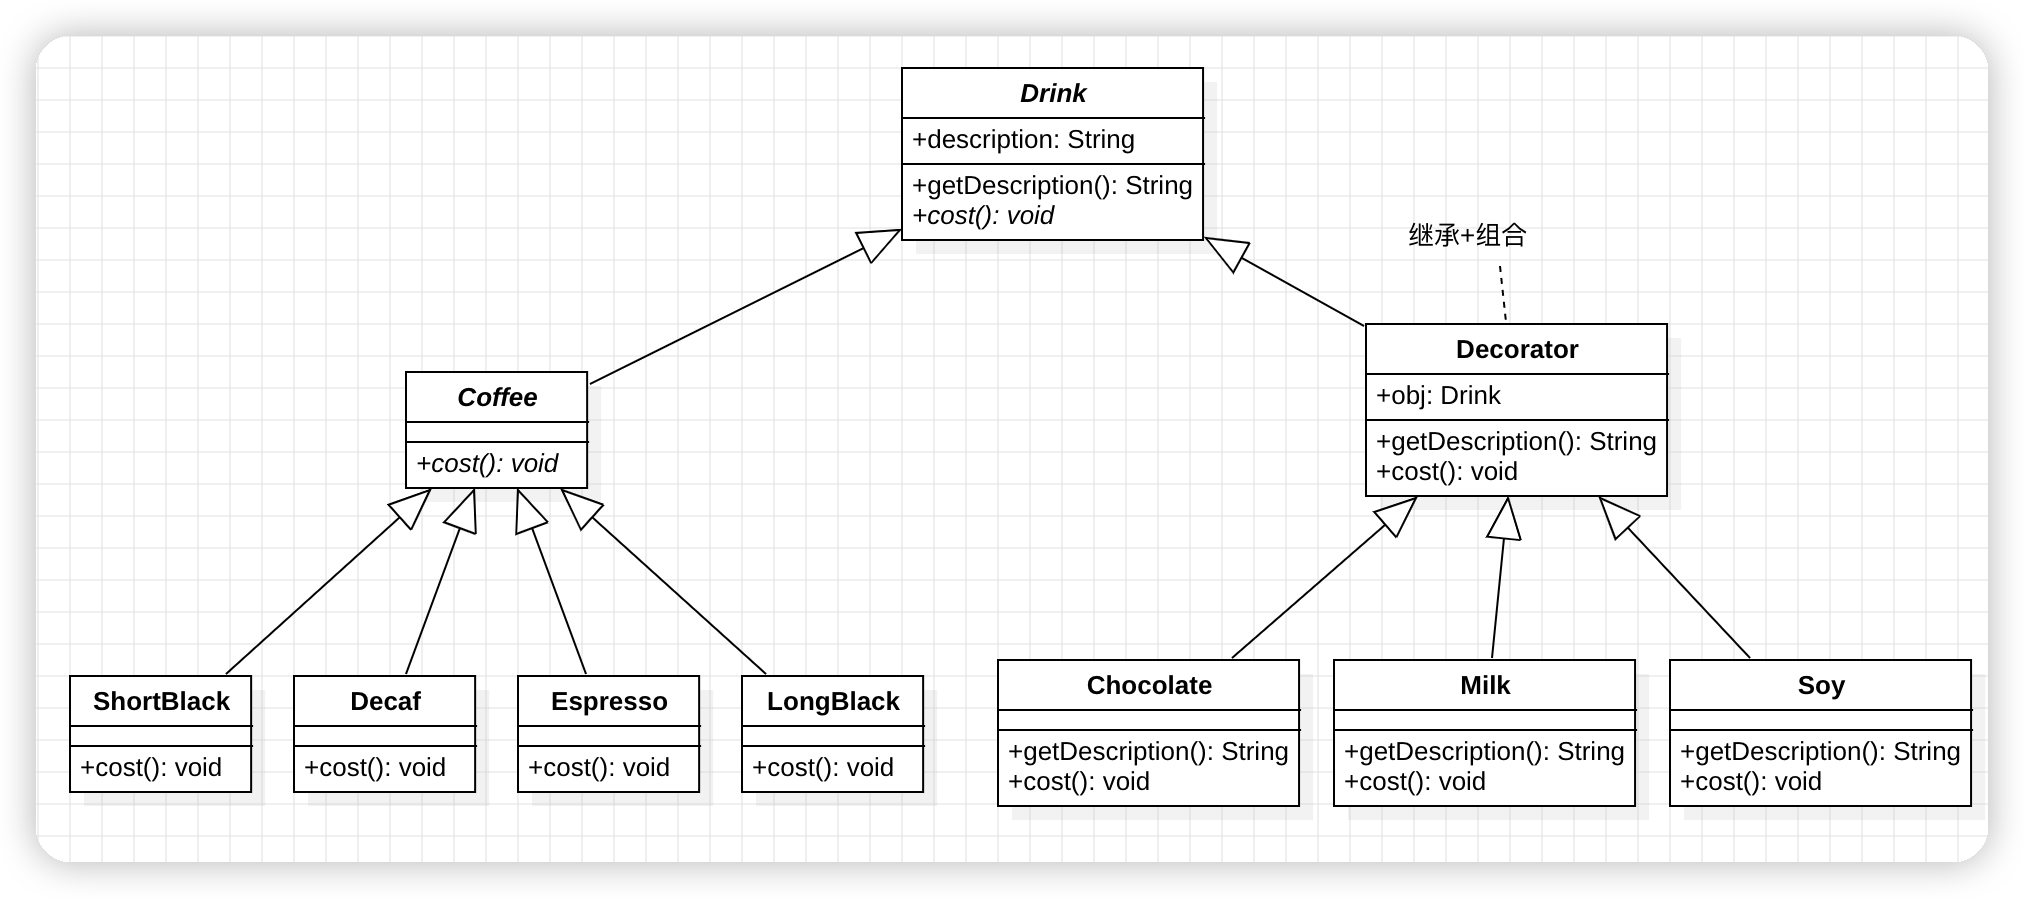 Drink
+description: String
+getDescription(): String
+cost(): void
继承+组合
Coffee
+cost(): void
Decorator
+obj: Drink
+getDescription(): String
+cost(): void
ShortBlack
+cost(): void
Decaf
+cost(): void
Espresso
+cost(): void
LongBlack
+cost(): void
Chocolate
+getDescription(): String
+cost(): void
Milk
+getDescription(): String
+cost(): void
Soy
+getDescription(): String
+cost(): void